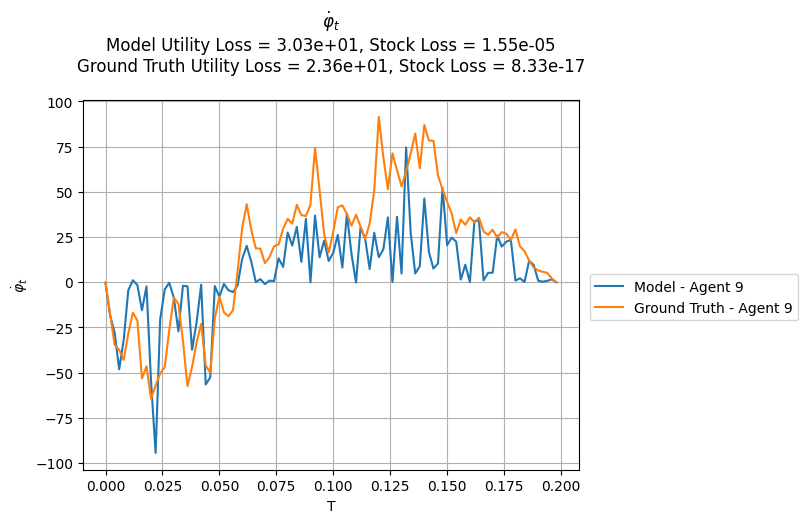 φ̇_t
Model Utility Loss = 3.03e+01, Stock Loss = 1.55e-05
Ground Truth Utility Loss = 2.36e+01, Stock Loss = 8.33e-17
100
75
50
25
0
−25
−50
−75
−100
φ̇_t
0.000 0.025 0.050 0.075 0.100 0.125 0.150 0.175 0.200
T
Model - Agent 9
Ground Truth - Agent 9